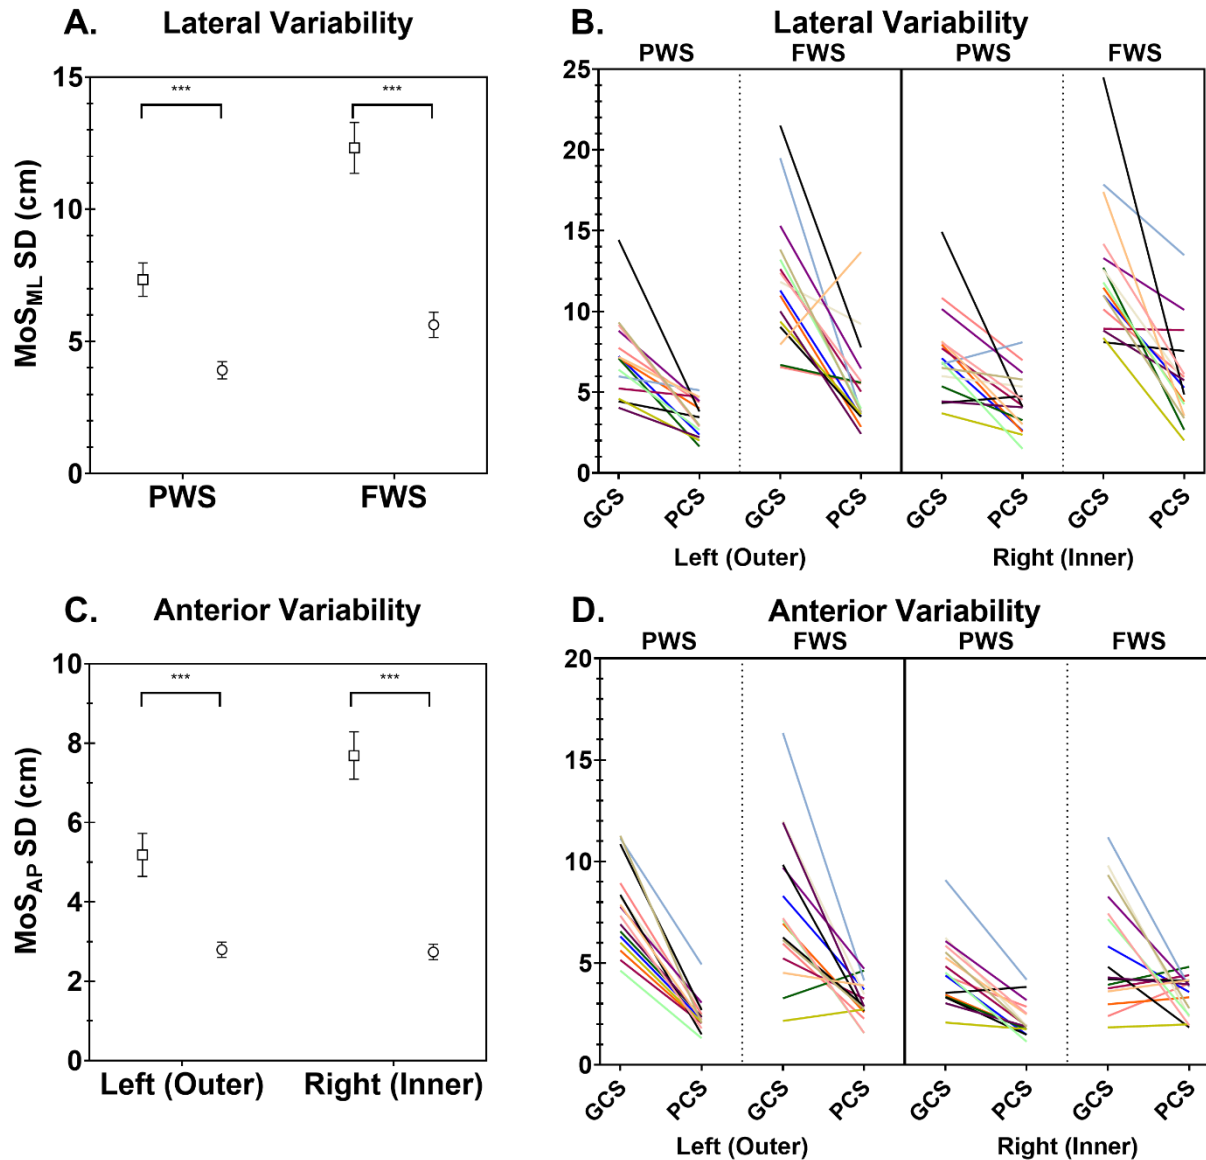 A. Lateral Variability
MoS_ML SD (cm)
15
10
5
0
***
***
PWS
FWS
B. Lateral Variability
PWS
FWS
PWS
FWS
25
20
15
10
5
0
GCS
PCS
GCS
PCS
GCS
PCS
GCS
PCS
Left (Outer)
Right (Inner)
C. Anterior Variability
MoS_AP SD (cm)
10
8
6
4
2
0
***
***
Left (Outer)
Right (Inner)
D. Anterior Variability
PWS
FWS
PWS
FWS
20
15
10
5
0
GCS
PCS
GCS
PCS
GCS
PCS
GCS
PCS
Left (Outer)
Right (Inner)